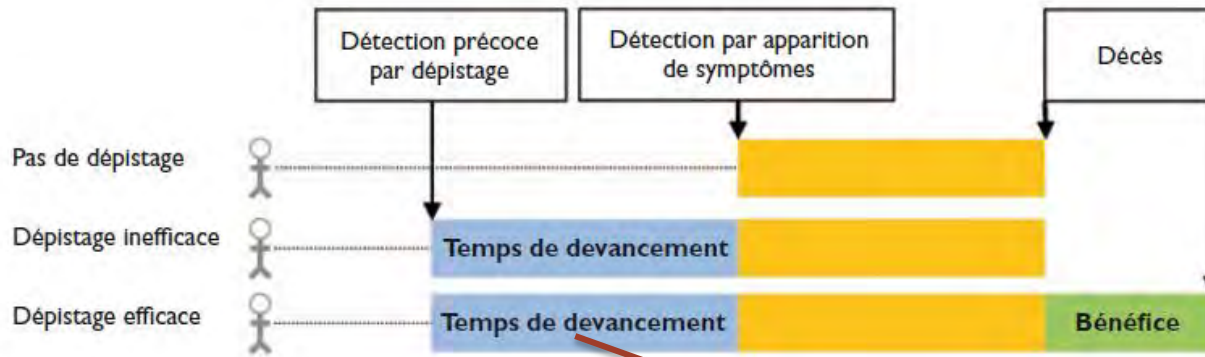 Détection précoce
par dépistage
Détection par apparition
de symptômes
Décès
Pas de dépistage
Dépistage inefficace
Temps de devancement
Dépistage efficace
Temps de devancement
Bénéfice